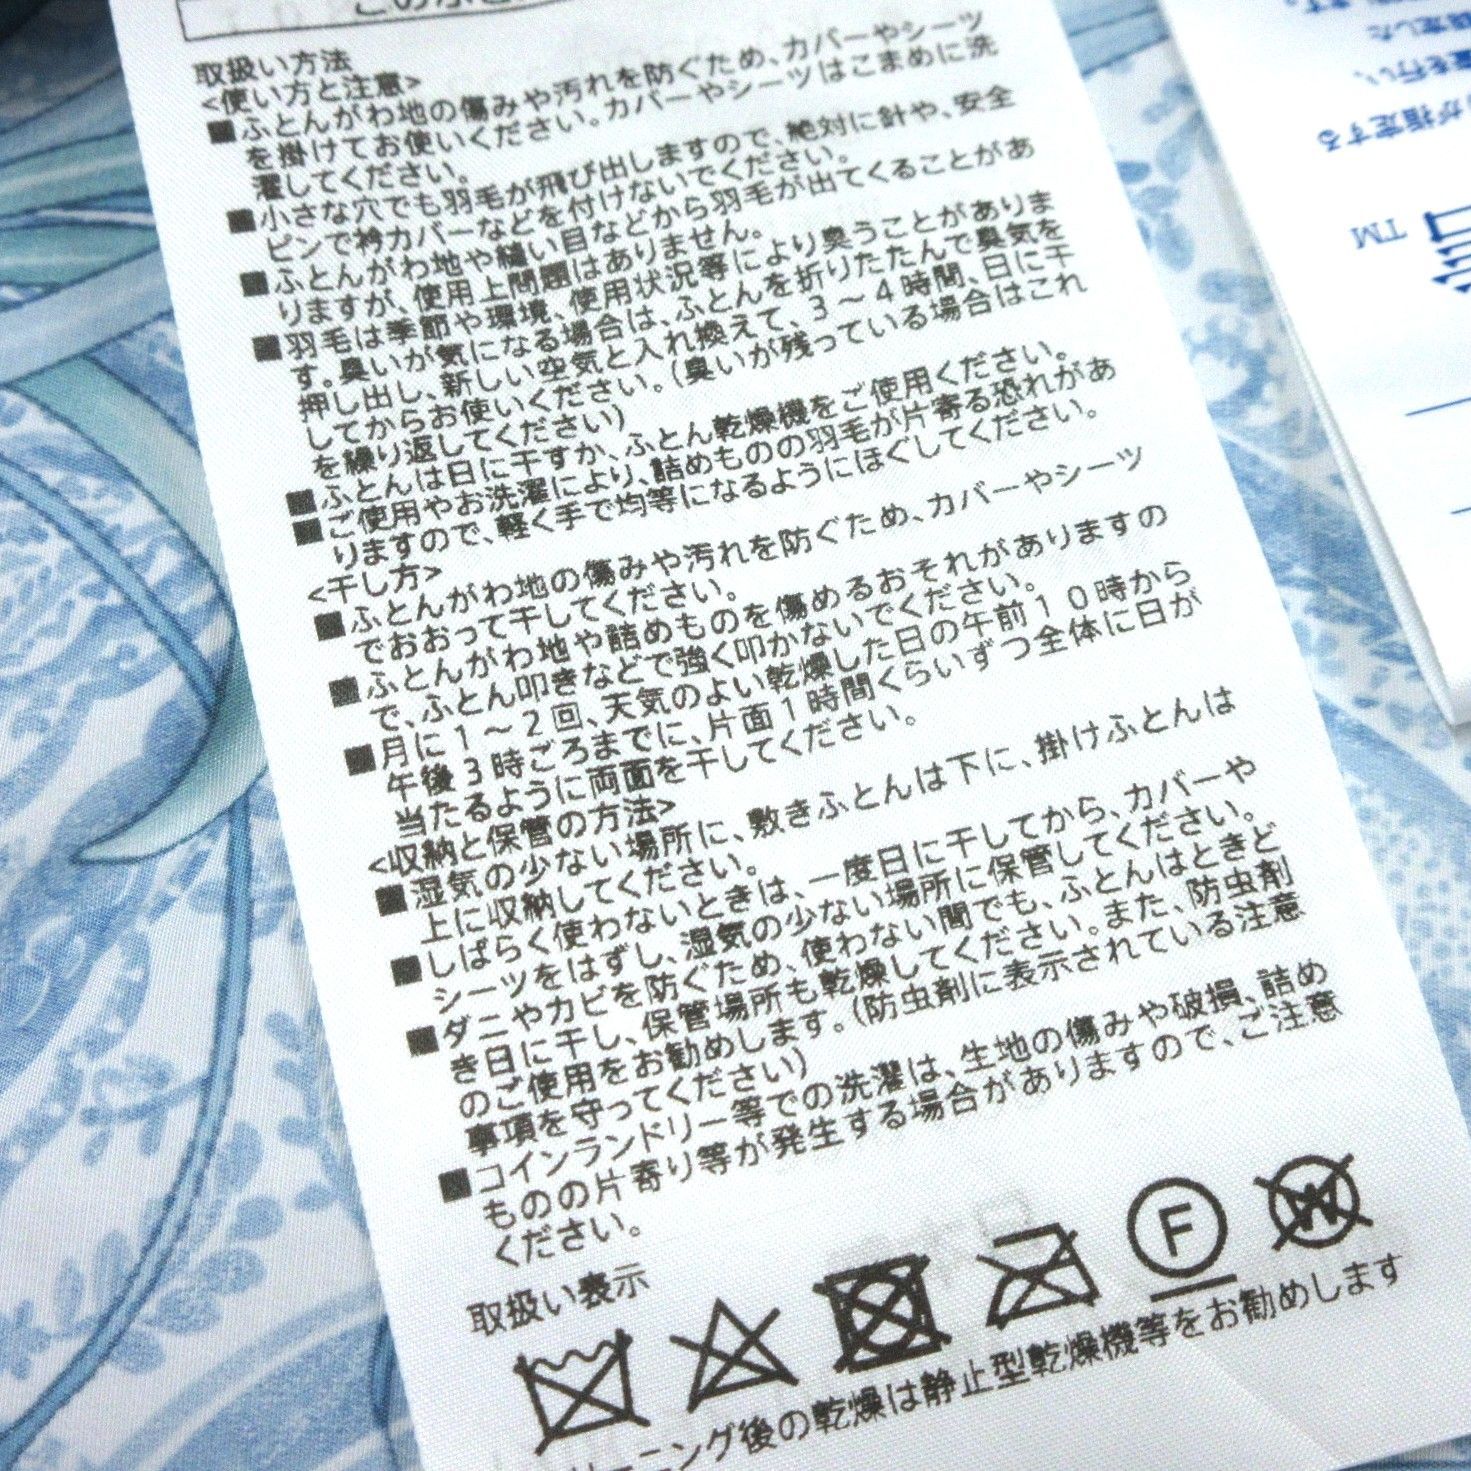 このふと
取扱い方法
<使い方と注意>
■ふとんがわ地の傷みや汚れを防ぐため、カバーやシーツ
を掛けてお使いください。カバーやシーツはこまめに洗
濯してください。
■小さな穴でも羽毛が飛び出しますので、絶対に針や、安全
ピンで衿カバーなどを付けないでください。
■ふとんがわ地や縫い目などから羽毛が出てくることがあ
りますが、使用上問題はありません。
■羽毛は季節や環境、使用状況等により臭うことがありま
す。臭いが気になる場合は、ふとんを折りたたんで臭気を
押し出し、新しい空気と入れ換えて、3～4時間、日に干
してからお使いください。(臭いが残っている場合はこれ
を繰り返してください)
■ふとんは日に干すか、ふとん乾燥機をご使用ください。
■ご使用やお洗濯により、詰めものの羽毛が片寄る恐れがあ
りますので、軽く手で均等になるようにほぐしてください。
<干し方>
■ふとんがわ地の傷みや汚れを防ぐため、カバーやシーツ
でおおって干してください。
■ふとんがわ地や詰めものを傷めるおそれがありますの
で、ふとん叩きなどで強く叩かないでください。
■月に1～2回、天気のよい乾燥した日の午前10時から
午後3時ごろまでに、片面1時間くらいずつ全体に日が
当たるように両面を干してください。
<収納と保管の方法>
■湿気の少ない場所に、敷きふとんは下に、掛けふとんは
上に収納してください。
■しばらく使わないときは、一度日に干してから、カバーや
シーツをはずし、湿気の少ない場所に保管してください。
■ダニやカビを防ぐため、使わない間でも、ふとんはときど
き日に干し、保管場所も乾燥してください。また、防虫剤
のご使用をお勧めします。(防虫剤に表示されている注意
事項を守ってください)
■コインランドリー等での洗濯は、生地の傷みや破損、詰め
ものの片寄り等が発生する場合がありますので、ご注意
ください。
取扱い表示
F W
ーニング後の乾燥は静止型乾燥機等をお勧めします
が指定する
量を行い、
TM